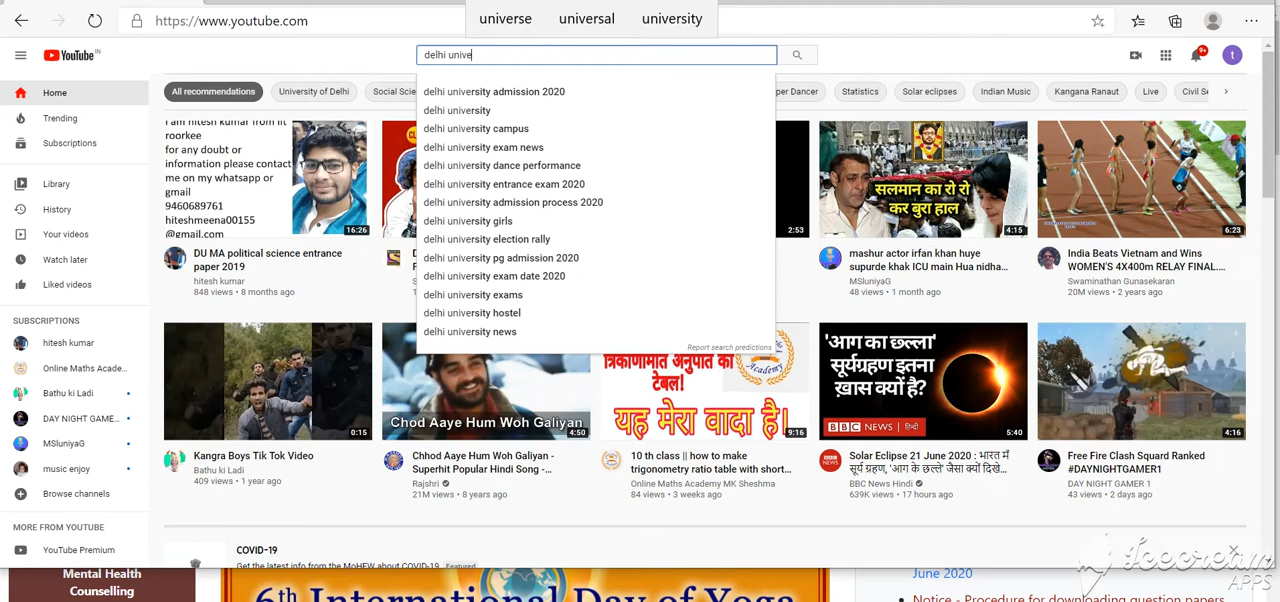 https://www.youtube.com
universe universal university
YouTube IN
delhi unive
9+
t
All recommendations
University of Delhi
Social Scie
per Dancer
Statistics
Solar eclipses
Indian Music
Kangana Ranaut
Live
Civil Se
Home
Trending
Subscriptions
Library
History
Your videos
Watch later
Liked videos
SUBSCRIPTIONS
hitesh kumar
Online Maths Acade...
Bathu ki Ladi
DAY NIGHT GAME...
MSluniyaG
music enjoy
Browse channels
MORE FROM YOUTUBE
YouTube Premium
delhi university admission 2020
delhi university
delhi university campus
delhi university exam news
delhi university dance performance
delhi university entrance exam 2020
delhi university admission process 2020
delhi university girls
delhi university election rally
delhi university pg admission 2020
delhi university exam date 2020
delhi university exams
delhi university hostel
delhi university news
Report search predictions
I am hitesh kumar from iit
roorkee
for any doubt or
information please contact
me on my whatsapp or
gmail
9460689761
hiteshmeena00155
@gmail.com
16:26
DU MA political science entrance
paper 2019
hitesh kumar
848 views • 8 months ago
2:53
सलमान का रो रो
कर बुरा हाल
4:15
mashur actor irfan khan huye
supurde khak ICU main Hua nidha...
MSluniyaG
48 views • 1 month ago
6:23
India Beats Vietnam and Wins
WOMEN'S 4X400m RELAY FINAL....
Swaminathan Gunasekaran
20M views • 2 years ago
0:15
Kangra Boys Tik Tok Video
Bathu ki Ladi
409 views • 1 year ago
Chod Aaye Hum Woh Galiyan
4:50
Chhod Aaye Hum Woh Galiyan -
Superhit Popular Hindi Song -...
Rajshri
21M views • 8 years ago
त्रिकोणमिति अनुपात की
टेबल!
यह मेरा वादा है!
Academy
9:16
10 th class || how to make
trigonometry ratio table with short...
Online Maths Academy MK Sheshma
84 views • 3 weeks ago
'आग का छल्ला'
सूर्यग्रहण इतना
ख़ास क्यों है?
BBC NEWS हिन्दी
5:40
Solar Eclipse 21 June 2020 : भारत में
सूर्य ग्रहण, 'आग के छल्ले' जैसा क्यों दिखे...
BBC News Hindi
639K views • 17 hours ago
4:16
Free Fire Clash Squard Ranked
#DAYNIGHTGAMER1
DAY NIGHT GAMER 1
43 views • 2 days ago
COVID-19
Get the latest info from the MoHFW about COVID-19 Featured
Mental Health
Counselling
6th International Day of Yoga
June 2020
• Notice - Procedure for downloading question papers
Icecream
APPS